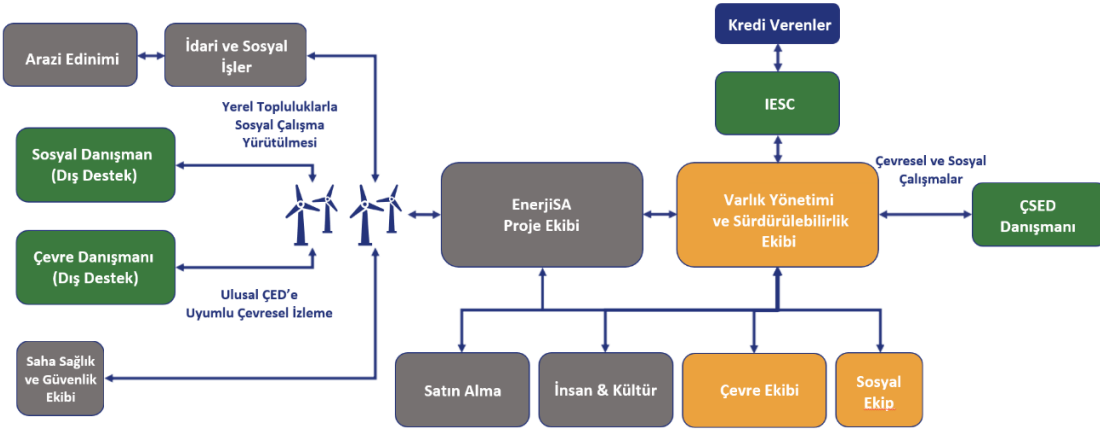 Kredi Verenler
Arazi Edinimi
İdari ve Sosyal
İşler
IESC
Yerel Topluluklarla
Sosyal Çalışma
Yürütülmesi
Sosyal Danışman
(Dış Destek)
EnerjiSA
Proje Ekibi
Varlık Yönetimi
ve Sürdürülebilirlik
Ekibi
Çevresel ve Sosyal
Çalışmalar
ÇSED
Danışmanı
Çevre Danışmanı
(Dış Destek)
Ulusal ÇED’e
Uyumlu Çevresel İzleme
Saha Sağlık
ve Güvenlik
Ekibi
Satın Alma
İnsan & Kültür
Çevre Ekibi
Sosyal
Ekip